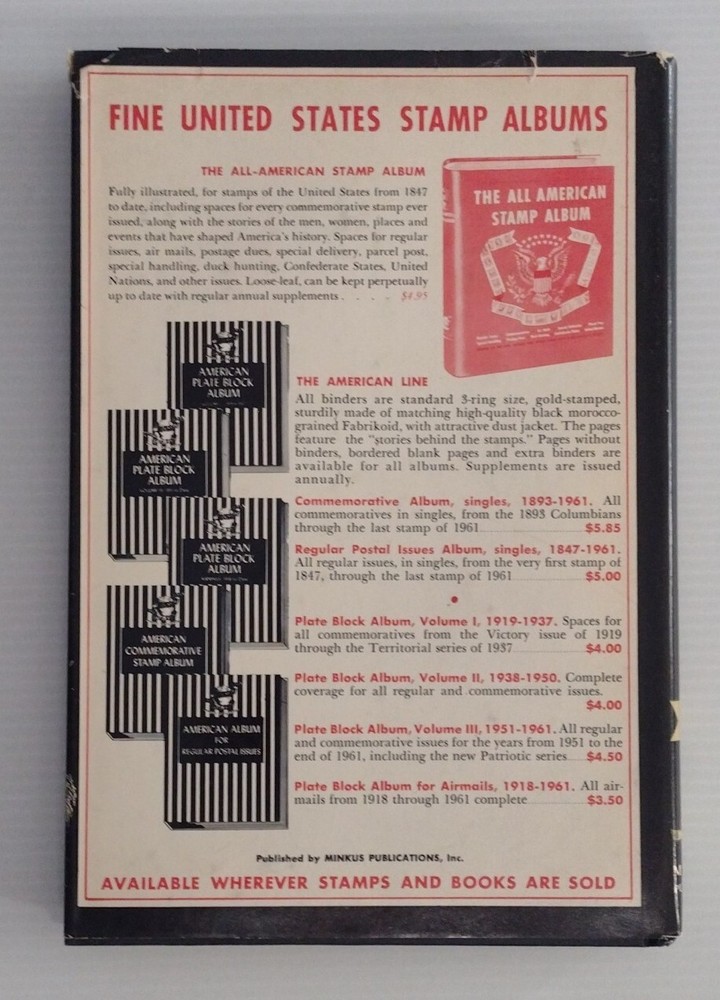 FINE UNITED STATES STAMP ALBUMS
THE ALL-AMERICAN STAMP ALBUM
Fully illustrated, for stamps of the United States from 1847
to date, including spaces for every commemorative stamp ever
issued, along with the stories of the men, women, places and
events that have shaped America's history. Spaces for regular
issues, air mails, postage dues, special delivery, parcel post,
special handling, duck hunting, Confederate States, United
Nations, and other issues. Loose-leaf, can be kept perpetually
up to date with regular annual supplements . . . . $4.95
THE ALL AMERICAN
STAMP ALBUM
AMERICAN
PLATE BLOCK
ALBUM
AMERICAN
PLATE BLOCK
ALBUM
AMERICAN
PLATE BLOCK
ALBUM
AMERICAN
COMMEMORATIVE
STAMP ALBUM
AMERICAN ALBUM
FOR
REGULAR POSTAL ISSUES
THE AMERICAN LINE
All binders are standard 3-ring size, gold-stamped,
sturdily made of matching high-quality black morocco-
grained Fabrikoid, with attractive dust jacket. The pages
feature the "stories behind the stamps." Pages without
binders, bordered blank pages and extra binders are
available for all albums. Supplements are issued
annually.
Commemorative Album, singles, 1893-1961. All
commemoratives in singles, from the 1893 Columbians
through the last stamp of 1961 $5.85
Regular Postal Issues Album, singles, 1847-1961.
All regular issues, in singles, from the very first stamp of
1847, through the last stamp of 1961 $5.00
Plate Block Album, Volume I, 1919-1937. Spaces for
all commemoratives from the Victory issue of 1919
through the Territorial series of 1937 $4.00
Plate Block Album, Volume II, 1938-1950. Complete
coverage for all regular and commemorative issues.
$4.00
Plate Block Album, Volume III, 1951-1961. All regular
and commemorative issues for the years from 1951 to the
end of 1961, including the new Patriotic series $4.50
Plate Block Album for Airmails, 1918-1961. All air-
mails from 1918 through 1961 complete $3.50
Published by MINKUS PUBLICATIONS, Inc.
AVAILABLE WHEREVER STAMPS AND BOOKS ARE SOLD